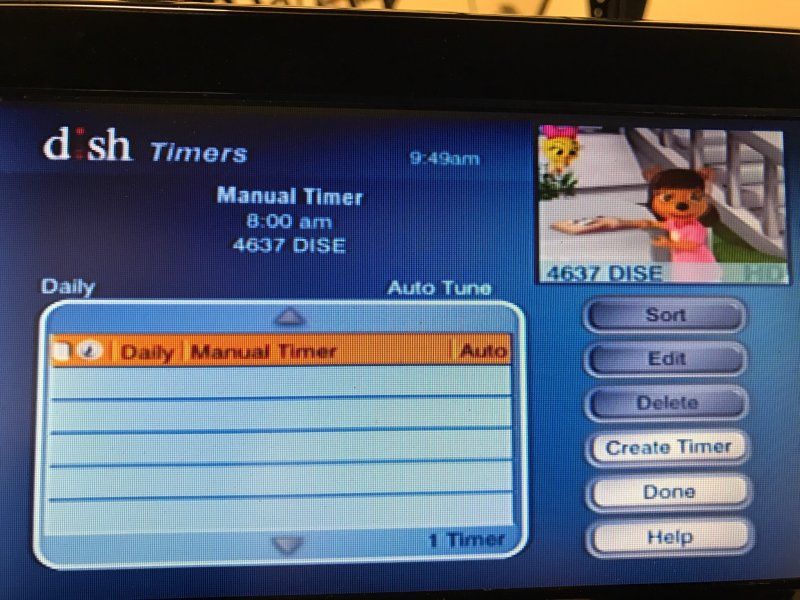 dish Timers
9:49am
Manual Timer
8:00 am
4637 DISE
4637 DISE HD
Daily
Auto Tune
Daily Manual Timer Auto
1 Timer
Sort
Edit
Delete
Create Timer
Done
Help